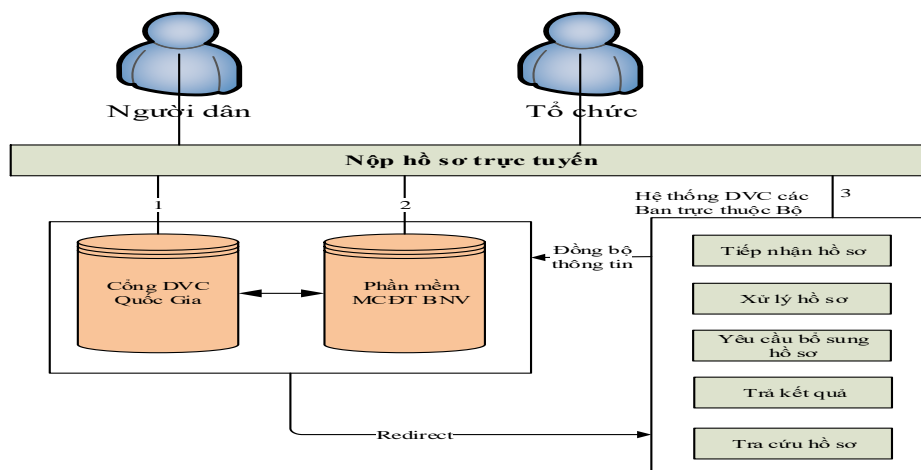 Người dân
Tổ chức
Nộp hồ sơ trực tuyến
1
2
3
Hệ thống DVC các
Ban trực thuộc Bộ
Cổng DVC
Quốc Gia
Phần mềm
MCĐT BNV
Đồng bộ
thông tin
Tiếp nhận hồ sơ
Xử lý hồ sơ
Yêu cầu bổ sung
hồ sơ
Trả kết quả
Tra cứu hồ sơ
Redirect